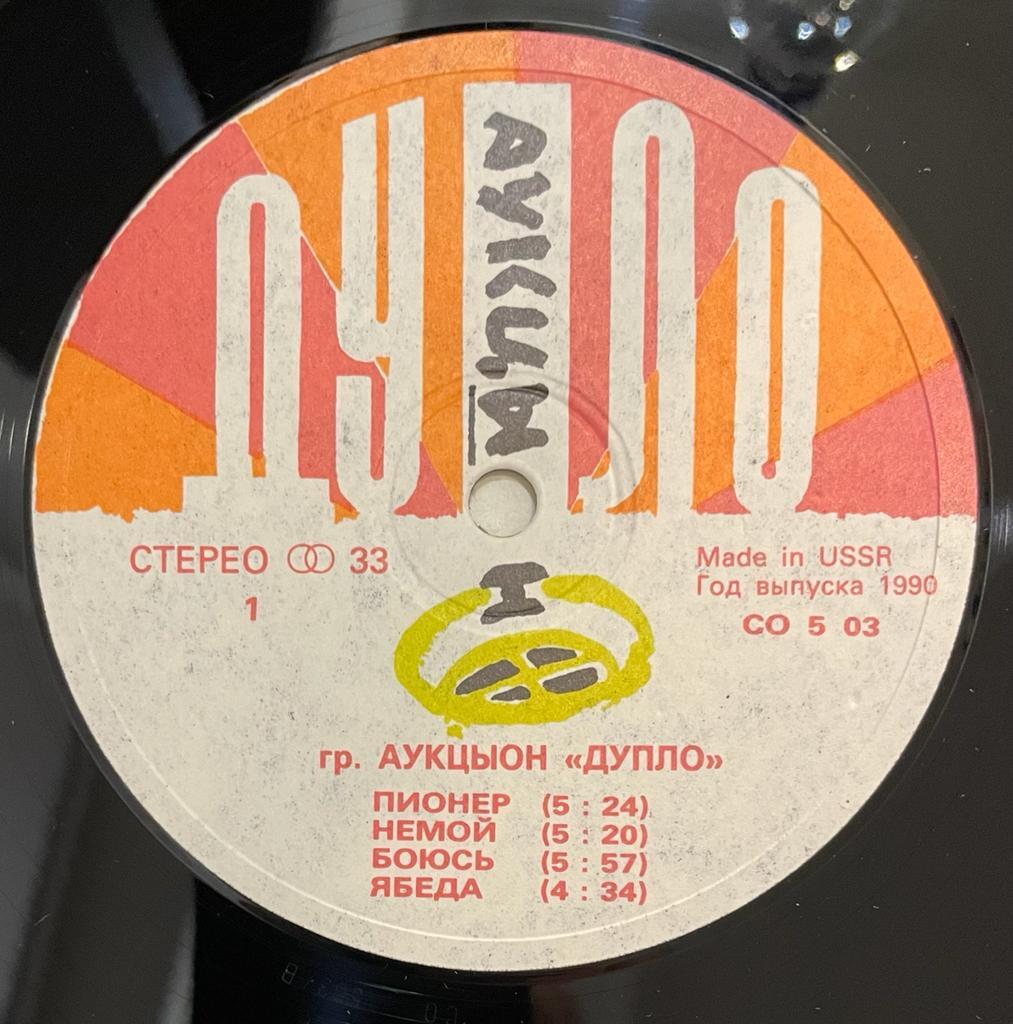 ДУПЛО
АУКЦЫОН
СТЕРЕО 33
1
Made in USSR
Год выпуска 1990
СО 5 03
гр. АУКЦЫОН «ДУПЛО»
ПИОНЕР (5 : 24)
НЕМОЙ (5 : 20)
БОЮСЬ (5 : 57)
ЯБЕДА (4 : 34)